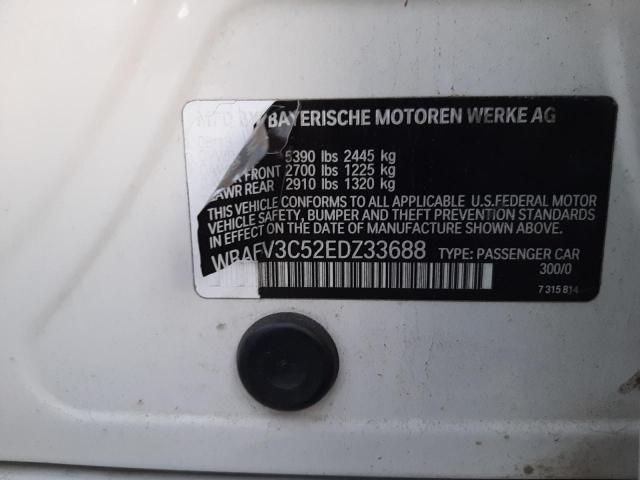 BAYERISCHE MOTOREN WERKE AG
5390 lbs 2445 kg
FRONT 2700 lbs 1225 kg
REAR 2910 lbs 1320 kg
THIS VEHICLE CONFORMS TO ALL APPLICABLE U.S.FEDERAL MOTOR
VEHICLE SAFETY, BUMPER AND THEFT PREVENTION STANDARDS
IN EFFECT ON THE DATE OF MANUFACTURE SHOWN ABOVE.
WBAFV3C52EDZ33688 TYPE: PASSENGER CAR
300/0
7 315 814